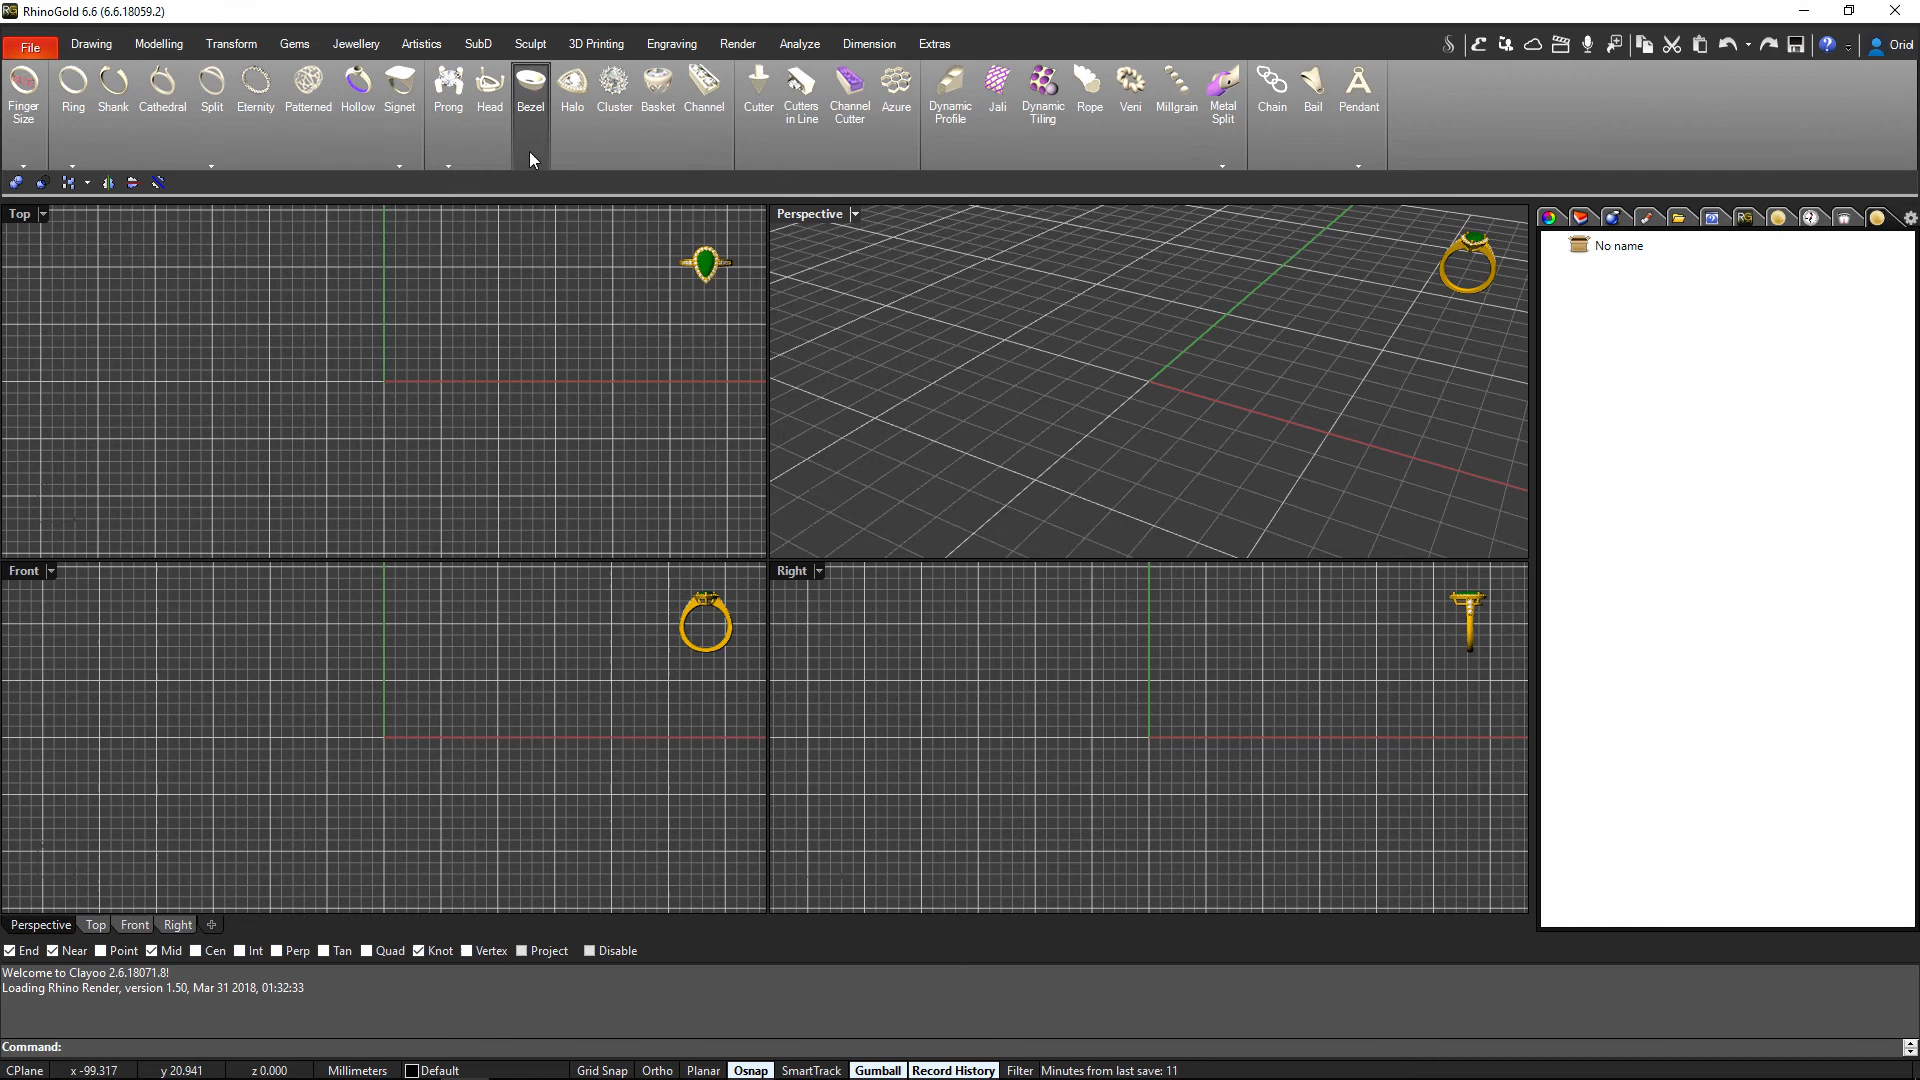 RhinoGold 6.6 (6.6.18059.2)
File Drawing Modelling Transform Gems Jewellery Artistics SubD Sculpt 3D Printing Engraving Render Analyze Dimension Extras Oriol
Finger Size Ring Shank Cathedral Split Eternity Patterned Hollow Signet Prong Head Bezel Halo Cluster Basket Channel Cutter Cutters in Line Channel Cutter Azure Dynamic Profile Jali Dynamic Tiling Rope Veni Millgrain Metal Split Chain Bail Pendant
Top Perspective
No name
Front Right
Perspective Top Front Right
End Near Point Mid Cen Int Perp Tan Quad Knot Vertex Project Disable
Welcome to Clayoo 2.6.18071.8!
Loading Rhino Render, version 1.50, Mar 31 2018, 01:32:33
Command:
CPlane x -99.317 y 20.941 z 0.000 Millimeters Default Grid Snap Ortho Planar Osnap SmartTrack Gumball Record History Filter Minutes from last save: 11